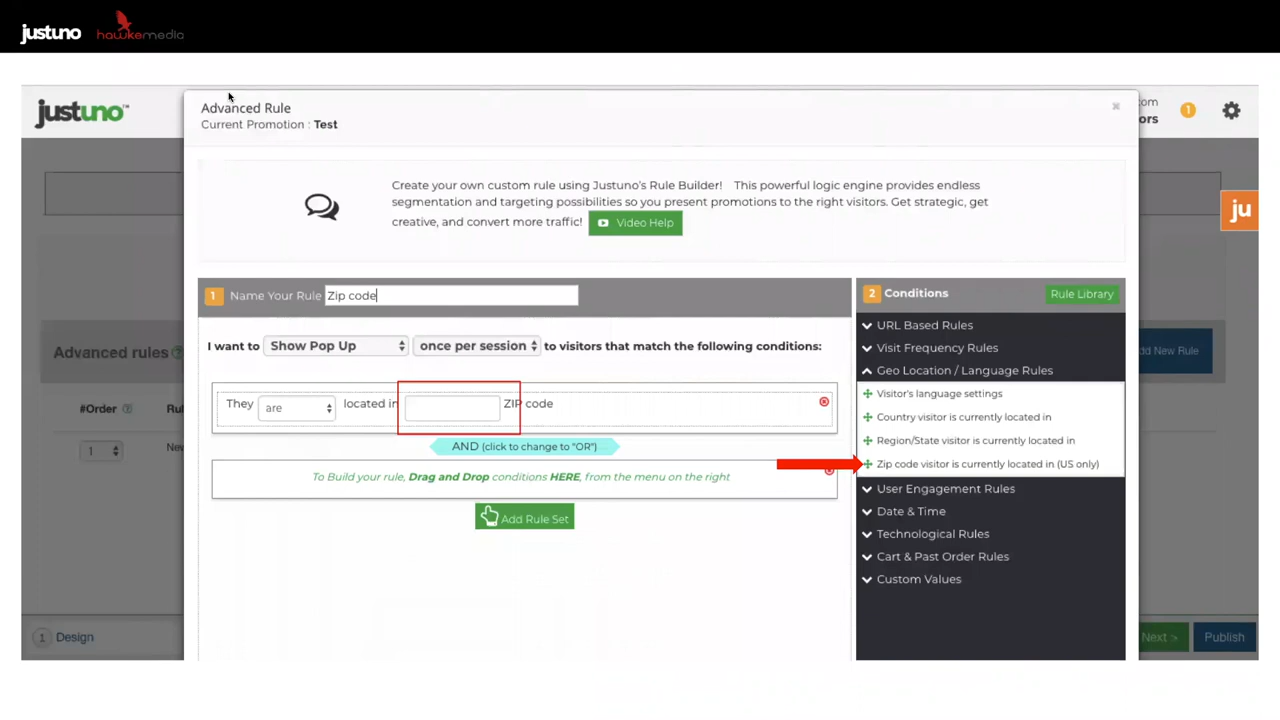 justuno hawkemedia
justuno™
Advanced Rule
Current Promotion : Test
×
om
ors
1
ju
Create your own custom rule using Justuno's Rule Builder! This powerful logic engine provides endless
segmentation and targeting possibilities so you present promotions to the right visitors. Get strategic, get
creative, and convert more traffic! Video Help
1 Name Your Rule Zip code
2 Conditions Rule Library
I want to Show Pop Up once per session to visitors that match the following conditions:
They are located in ZIP code
AND (click to change to "OR")
To Build your rule, Drag and Drop conditions HERE, from the menu on the right
Add Rule Set
URL Based Rules
Visit Frequency Rules
Geo Location / Language Rules
Visitor's language settings
Country visitor is currently located in
Region/State visitor is currently located in
Zip code visitor is currently located in (US only)
User Engagement Rules
Date & Time
Technological Rules
Cart & Past Order Rules
Custom Values
Advanced rules ?
dd New Rule
#Order ? Rul
1 New
1 Design
Next > Publish